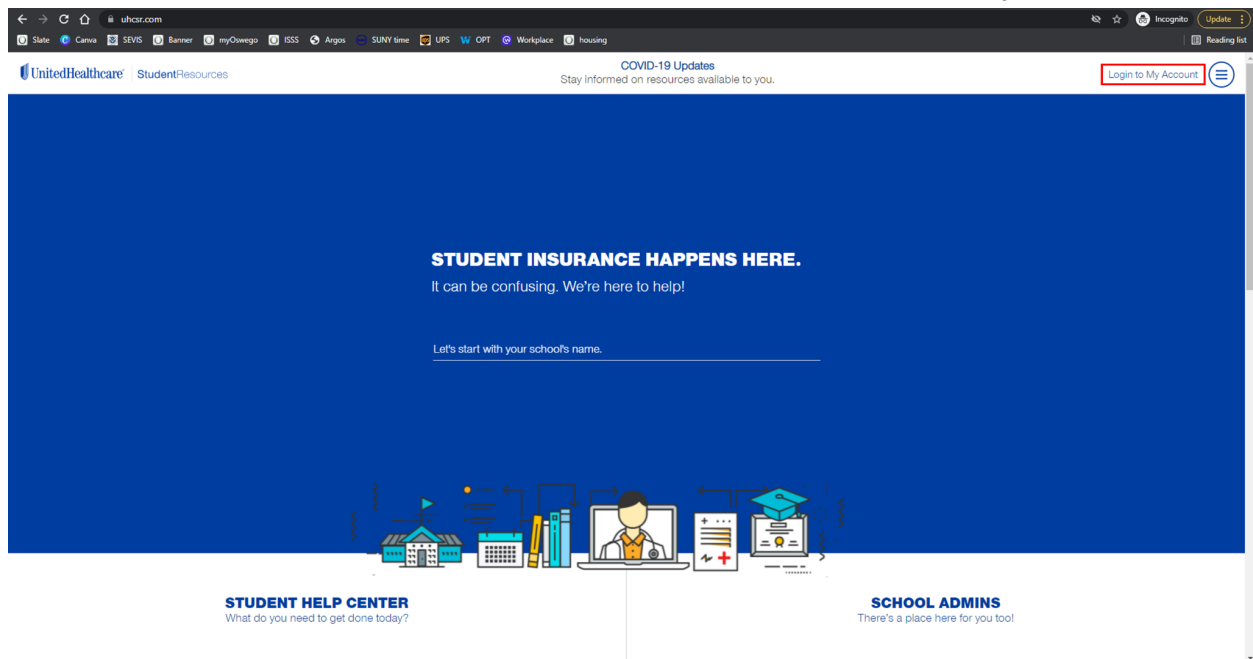 uhcsr.com
Incognito
Update
Slate
Canva
SEVIS
Banner
myOswego
ISSS
Argos
SUNY time
UPS
OPT
Workplace
housing
Reading list
UnitedHealthcare
StudentResources
COVID-19 Updates
Stay informed on resources available to you.
Login to My Account
STUDENT INSURANCE HAPPENS HERE.
It can be confusing. We're here to help!
Let's start with your school's name.
STUDENT HELP CENTER
What do you need to get done today?
SCHOOL ADMINS
There's a place here for you too!